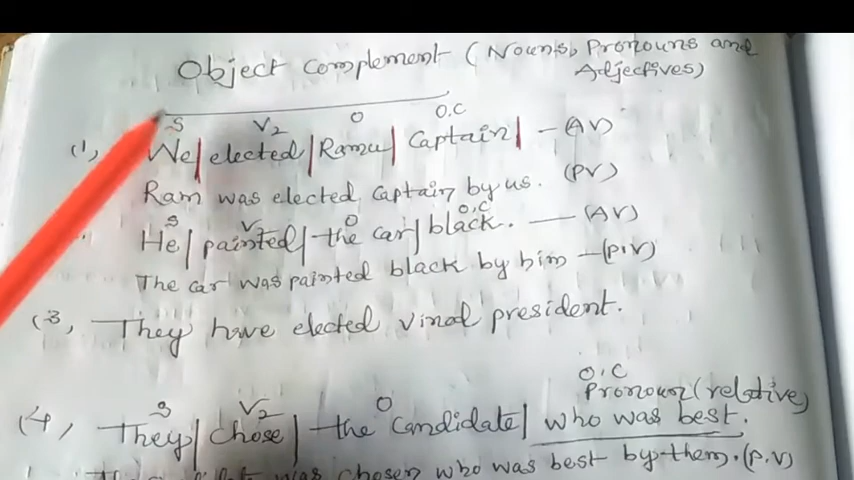 Object Complement (Nouns, Pronouns and
Adjectives)
S V2 O O.C
(1), We| elected| Ramu| Captain| - (AV)
Ram was elected captain by us. (PV)
S V2 O O.C
He| painted| the car| black. - (AV)
The car was painted black by him - (P.V)
(3, They have elected vimal president.
O.C
S V2 O Pronoun (relative)
(4, They| chose| the candidate| who was best.
was chosen who was best by them. (P.V)